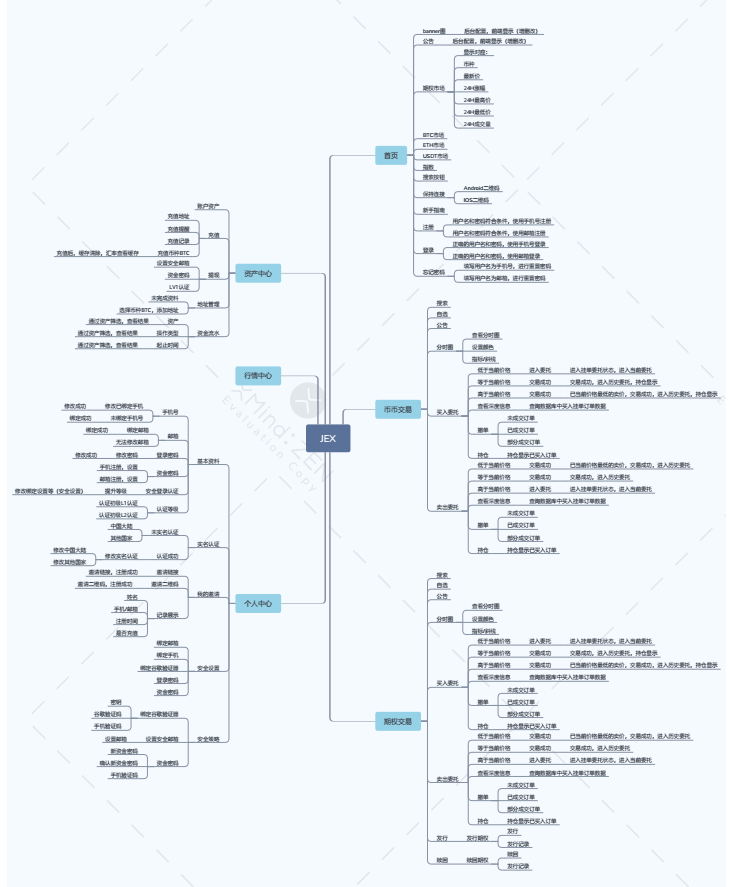 JEX
首页
banner图 后台配置，前端显示（增删改）
公告 后台配置，前端显示（增删改）
期权市场
显示对应：
币种
最新价
24H涨幅
24H最高价
24H最低价
24H成交量
BTC市场
ETH市场
USDT市场
指数
搜索按钮
保持连接
Android二维码
IOS二维码
新手指南
注册
用户名和密码符合条件，使用手机号注册
用户名和密码符合条件，使用邮箱注册
登录
正确的用户名和密码，使用手机号登录
正确的用户名和密码，使用邮箱登录
忘记密码
填写用户名为手机号，进行重置密码
填写用户名为邮箱，进行重置密码
币币交易
搜索
自选
公告
分时图
查看分时图
设置颜色
指标/斜线
买入委托
低于当前价格 进入委托 进入挂单委托状态，进入当前委托
等于当前价格 交易成功 交易成功，进入历史委托，持仓显示
高于当前价格 交易成功 已当前价格最低的卖价，交易成功，进入历史委托，持仓显示
查看深度信息 查询数据库中买入挂单订单数据
撤单
未成交订单
已成交订单
部分成交订单
持仓 持仓显示已买入订单
卖出委托
低于当前价格 交易成功 已当前价格最低的卖价，交易成功，进入历史委托
等于当前价格 交易成功 交易成功，进入历史委托
高于当前价格 进入委托 进入挂单委托状态，进入当前委托
查看深度信息 查询数据库中买入挂单订单数据
撤单
未成交订单
已成交订单
部分成交订单
持仓 持仓显示已买入订单
期权交易
搜索
自选
公告
分时图
查看分时图
设置颜色
指标/斜线
买入委托
低于当前价格 进入委托 进入挂单委托状态，进入当前委托
等于当前价格 交易成功 交易成功，进入历史委托，持仓显示
高于当前价格 交易成功 已当前价格最低的卖价，交易成功，进入历史委托，持仓显示
查看深度信息 查询数据库中买入挂单订单数据
撤单
未成交订单
已成交订单
部分成交订单
持仓 持仓显示已买入订单
卖出委托
低于当前价格 交易成功 已当前价格最低的卖价，交易成功，进入历史委托
等于当前价格 交易成功 交易成功，进入历史委托
高于当前价格 进入委托 进入挂单委托状态，进入当前委托
查看深度信息 查询数据库中买入挂单订单数据
撤单
未成交订单
已成交订单
部分成交订单
持仓 持仓显示已买入订单
发行 发行期权
发行
发行记录
赎回 赎回期权
赎回
发行记录
资产中心
账户资产
充值
充值地址
充值提醒
充值记录
充值后，缓存清除，汇率查看缓存 充值币种BTC
提现
设置安全邮箱
资金密码
LV1认证
地址管理
未完成资料
选择币种BTC，添加地址
资金流水
通过资产筛选，查看结果 资产
通过资产筛选，查看结果 操作类型
通过资产筛选，查看结果 起止时间
行情中心
个人中心
基本资料
手机号
修改成功 修改已绑定手机
绑定成功 未绑定手机号
邮箱
绑定成功 绑定邮箱
无法修改邮箱
修改成功 修改密码 登录密码
资金密码
手机注册，设置
邮箱注册，设置
修改绑定设置等（安全设置） 提升等级 安全登录认证
认证等级
认证初级L1认证
认证初级L2认证
实名认证
未实名认证
中国大陆
其他国家
修改中国大陆
修改其他国家
修改实名认证 认证成功
我的邀请
邀请链接，注册成功 邀请链接
邀请二维码，注册成功 邀请二维码
记录展示
姓名
手机/邮箱
注册时间
是否充值
安全设置
绑定邮箱
绑定手机
绑定谷歌验证器
登录密码
资金密码
安全策略
绑定谷歌验证器
密钥
谷歌验证码
手机验证码
设置邮箱 设置安全邮箱
资金密码
新资金密码
确认新资金密码
手机验证码
XMind:ZEN
Evaluation Copy